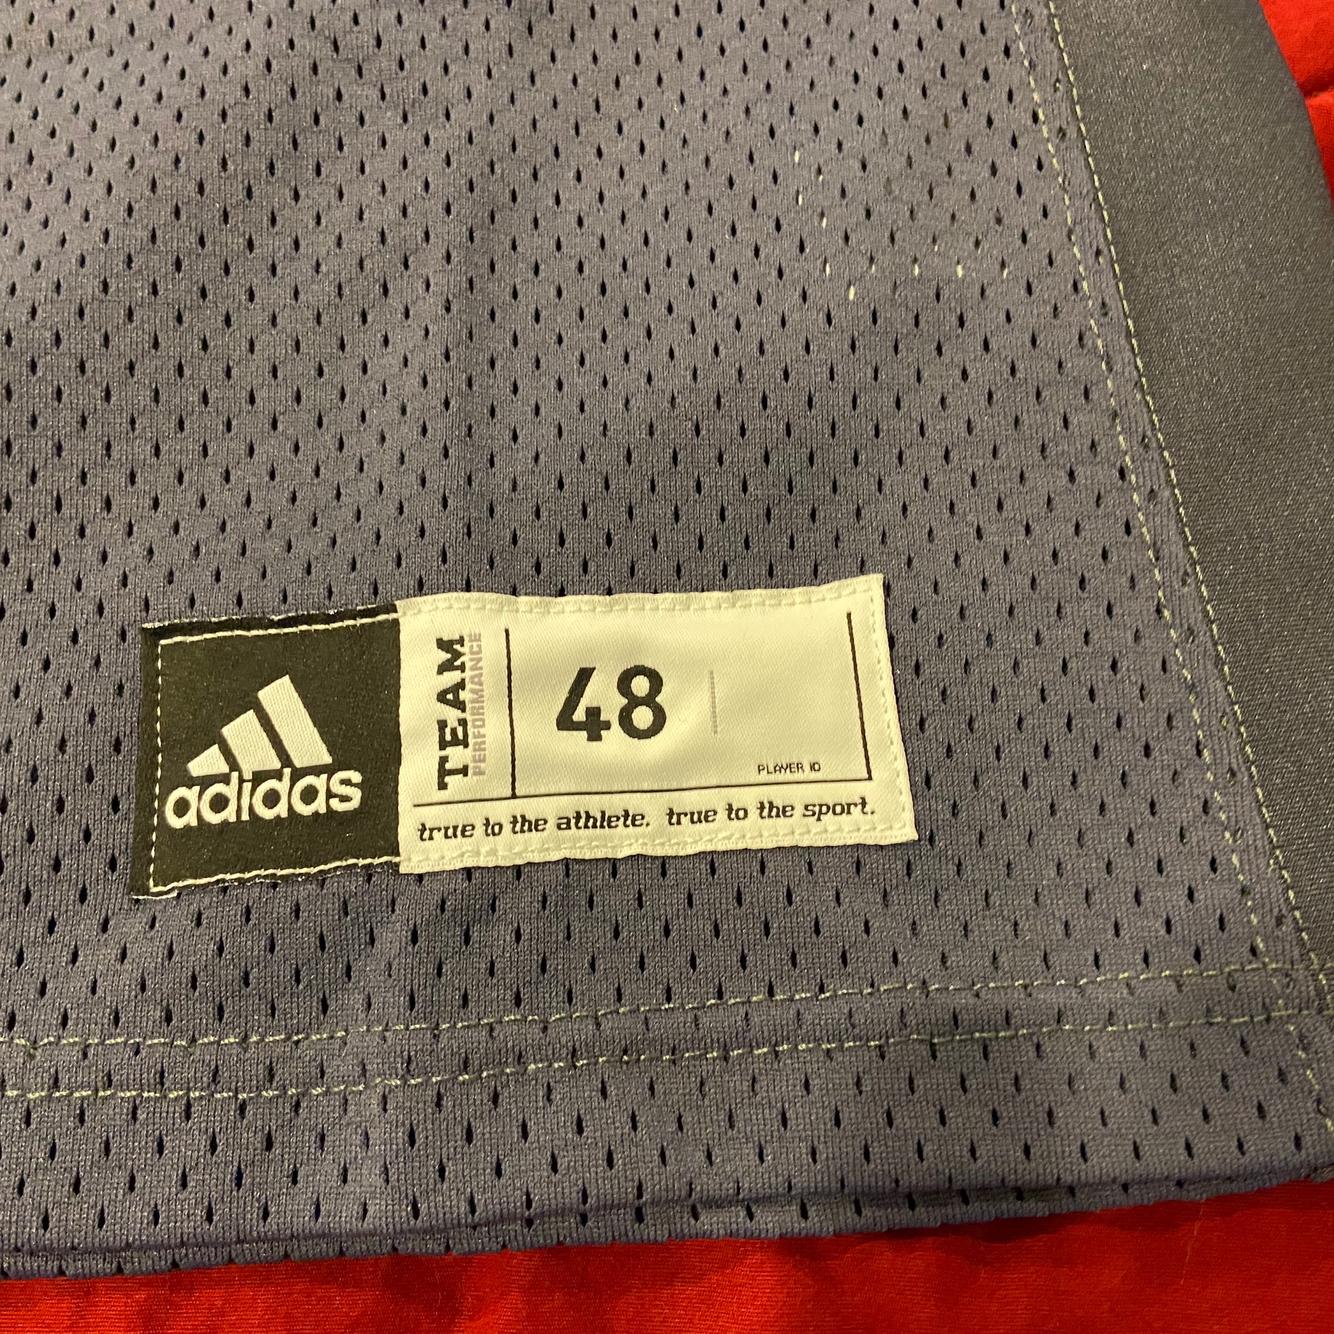 adidas
TEAM
PERFORMANCE
48
PLAYER ID
true to the athlete. true to the sport.